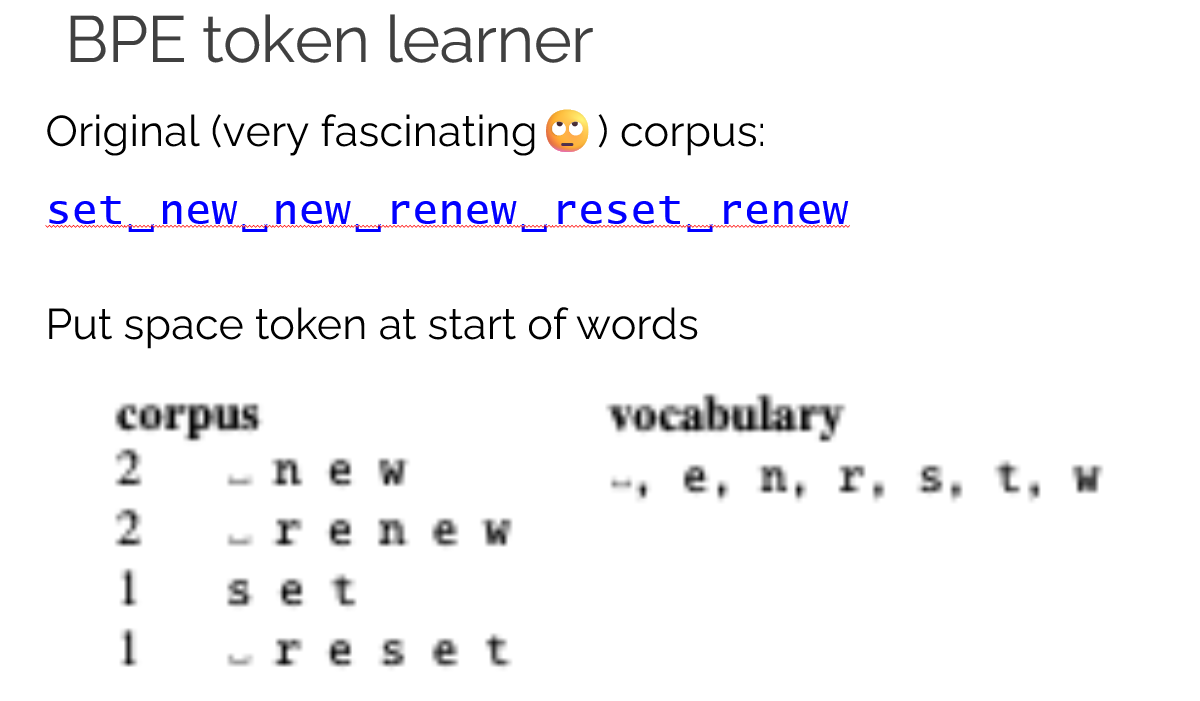 BPE token learner
Original (very fascinating🙄) corpus:
set␣new␣new␣renew␣reset␣renew
Put space token at start of words
corpus vocabulary
2 ␣ n e w ␣, e, n, r, s, t, w
2 ␣ r e n e w
1 s e t
1 ␣ r e s e t